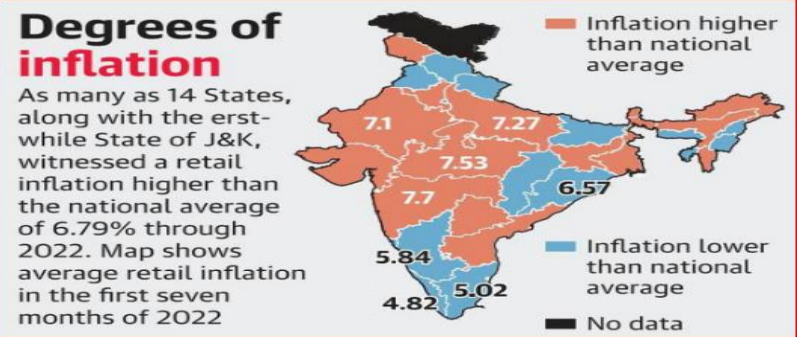 Degrees of
inflation
As many as 14 States,
along with the erst-
while State of J&K,
witnessed a retail
inflation higher than
the national average
of 6.79% through
2022. Map shows
average retail inflation
in the first seven
months of 2022
Inflation higher
than national
average
7.1
7.27
7.53
7.7
6.57
5.84
5.02
4.82
Inflation lower
than national
average
No data